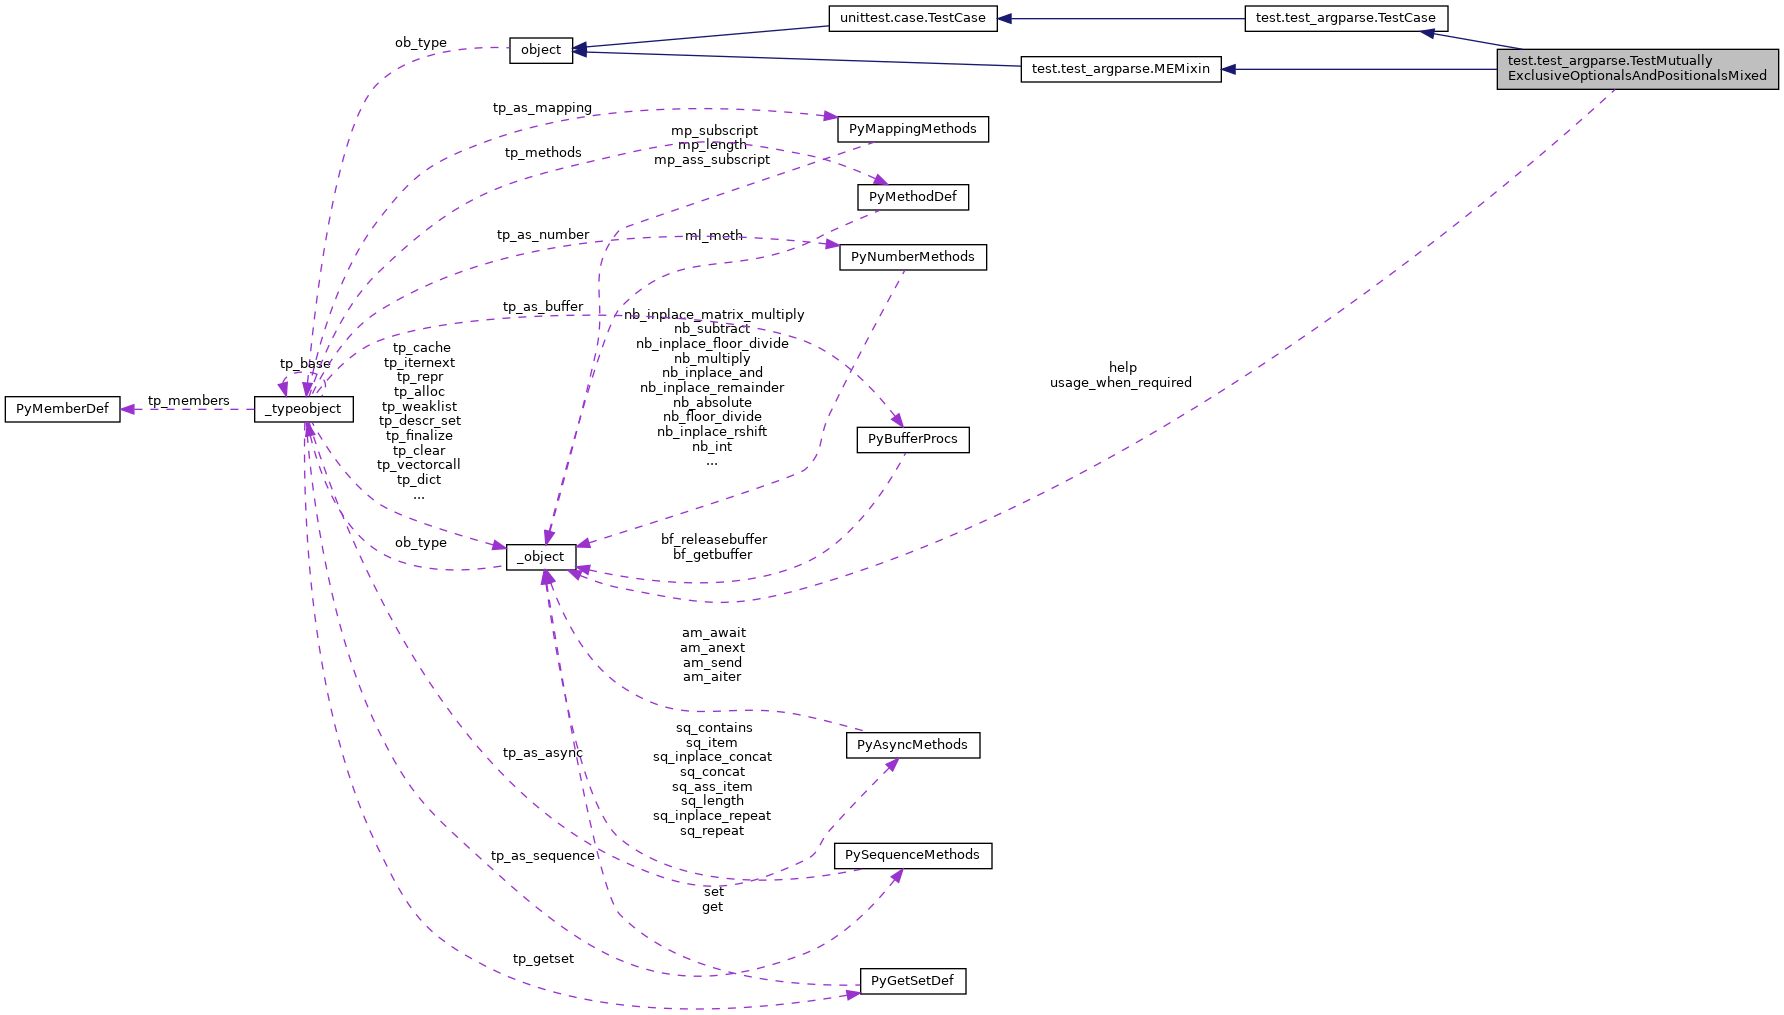 unittest.case.TestCase
test.test_argparse.TestCase
ob_type
object
test.test_argparse.MEMixin
test.test_argparse.TestMutually
ExclusiveOptionalsAndPositionalsMixed
tp_as_mapping
PyMappingMethods
mp_subscript
mp_length
mp_ass_subscript
tp_methods
PyMethodDef
tp_as_number
ml_meth
PyNumberMethods
tp_as_buffer
nb_inplace_matrix_multiply
nb_subtract
nb_inplace_floor_divide
nb_multiply
nb_inplace_and
nb_inplace_remainder
nb_absolute
nb_floor_divide
nb_inplace_rshift
nb_int
...
tp_cache
tp_iternext
tp_repr
tp_alloc
tp_weaklist
tp_descr_set
tp_finalize
tp_clear
tp_vectorcall
tp_dict
...
tp_base
help
usage_when_required
PyMemberDef
tp_members
_typeobject
PyBufferProcs
ob_type
_object
bf_releasebuffer
bf_getbuffer
am_await
am_anext
am_send
am_aiter
PyAsyncMethods
tp_as_async
sq_contains
sq_item
sq_inplace_concat
sq_concat
sq_ass_item
sq_length
sq_inplace_repeat
sq_repeat
tp_as_sequence
PySequenceMethods
set
get
tp_getset
PyGetSetDef